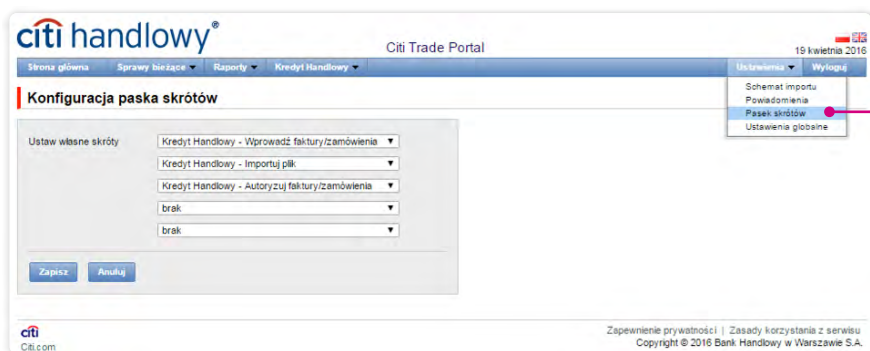 citi handlowy®
Citi Trade Portal
19 kwietnia 2016
Strona główna Sprawy bieżące Raporty Kredyt Handlowy Ustawienia Wyloguj
Schemat importu
Powiadomienia
Pasek skrótów
Ustawienia globalne
Konfiguracja paska skrótów
Ustaw własne skróty
Kredyt Handlowy - Wprowadź faktury/zamówienia
Kredyt Handlowy - Importuj plik
Kredyt Handlowy - Autoryzuj faktury/zamówienia
brak
brak
Zapisz Anuluj
citi
Citi.com
Zapewnienie prywatności | Zasady korzystania z serwisu
Copyright © 2016 Bank Handlowy w Warszawie S.A.